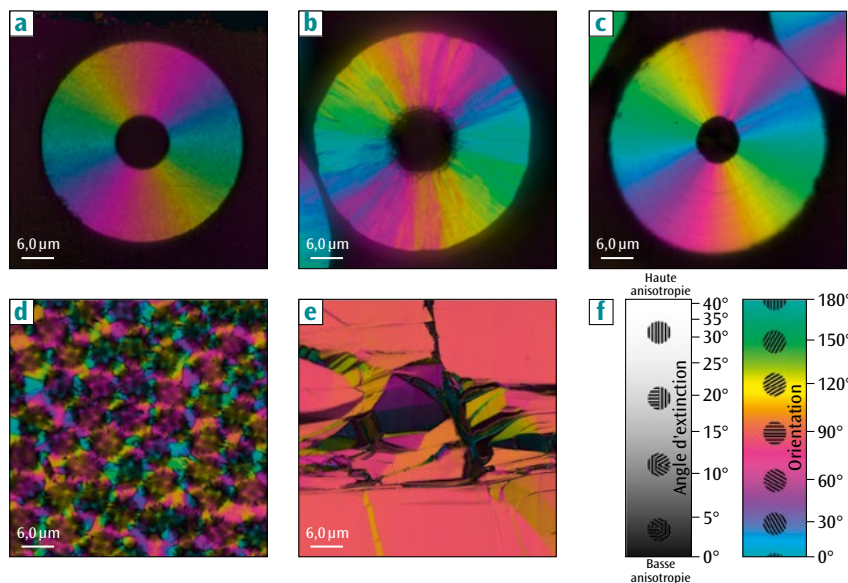 a
b
c
6,0 µm
6,0 µm
6,0 µm
d
e
f
6,0 µm
6,0 µm
Haute
anisotropie
40°
35°
30°
25°
20°
15°
10°
5°
0°
Angle d'extinction
Basse
anisotropie
180°
150°
120°
90°
60°
30°
0°
Orientation